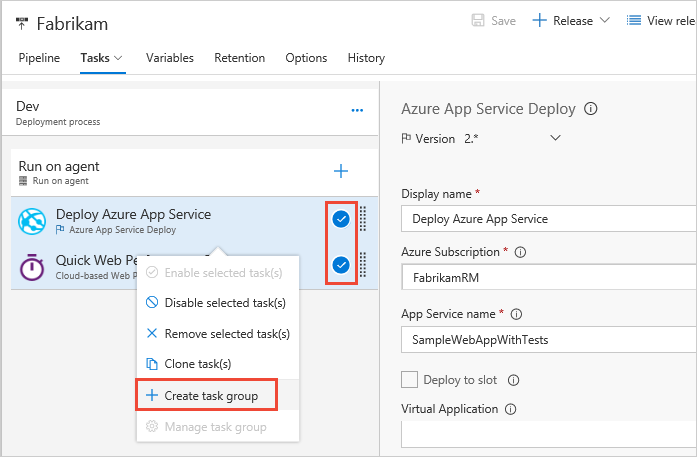 Fabrikam
Save
Release
View rele
Pipeline
Tasks
Variables
Retention
Options
History
Dev
Deployment process
Run on agent
Run on agent
Deploy Azure App Service
Azure App Service Deploy
Quick Web
Cloud-based Web
Enable selected task(s)
Disable selected task(s)
Remove selected task(s)
Clone task(s)
Create task group
Manage task group
Azure App Service Deploy
Version 2.*
Display name *
Deploy Azure App Service
Azure Subscription *
FabrikamRM
App Service name *
SampleWebAppWithTests
Deploy to slot
Virtual Application